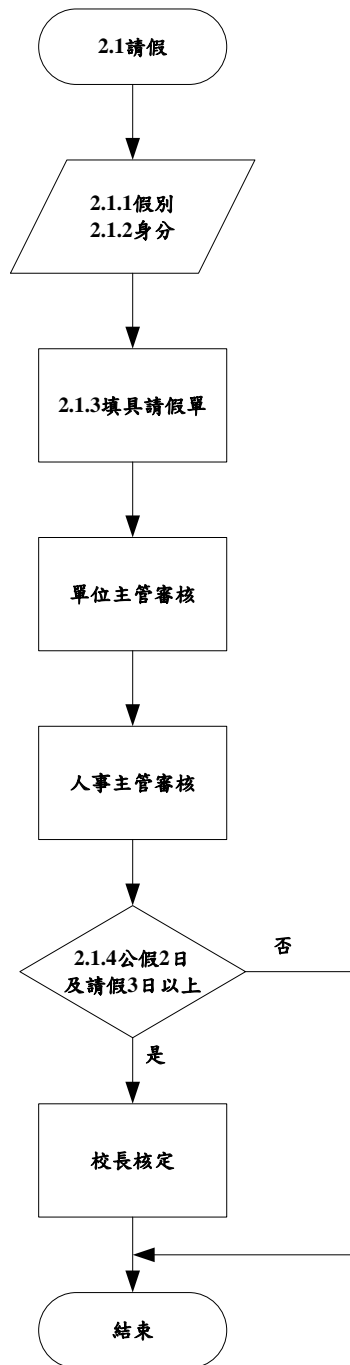 2.1請假
2.1.1假別
2.1.2身分
2.1.3填具請假單
單位主管審核
人事主管審核
2.1.4公假2日
及請假3日以上
否
是
校長核定
結束